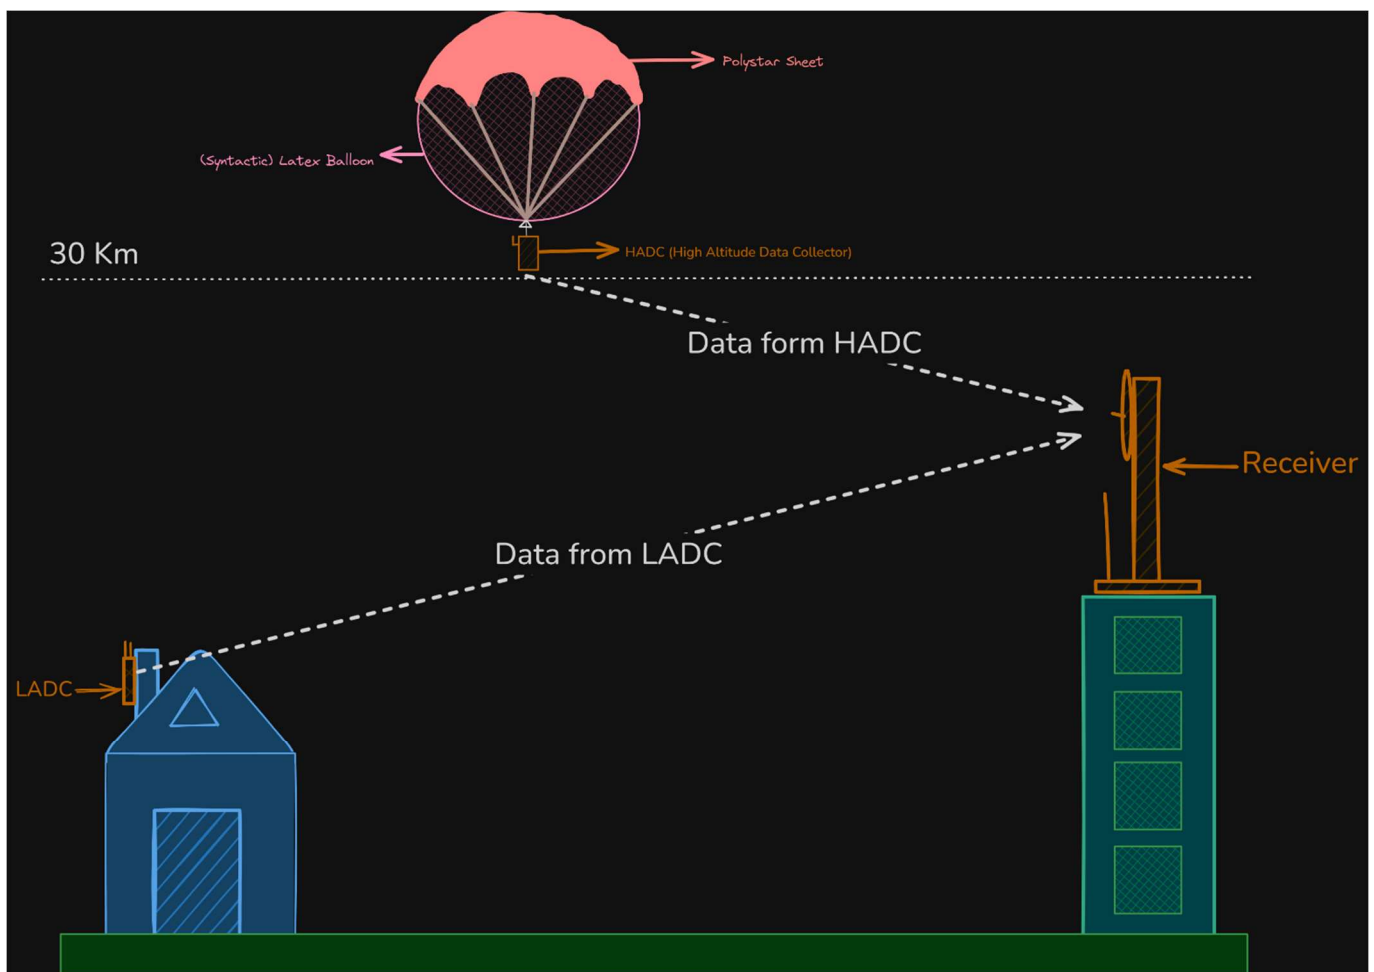 Polystar Sheet
(Syntactic) Latex Balloon
30 Km
HADC (High Altitude Data Collector)
Data form HADC
Receiver
Data from LADC
LADC